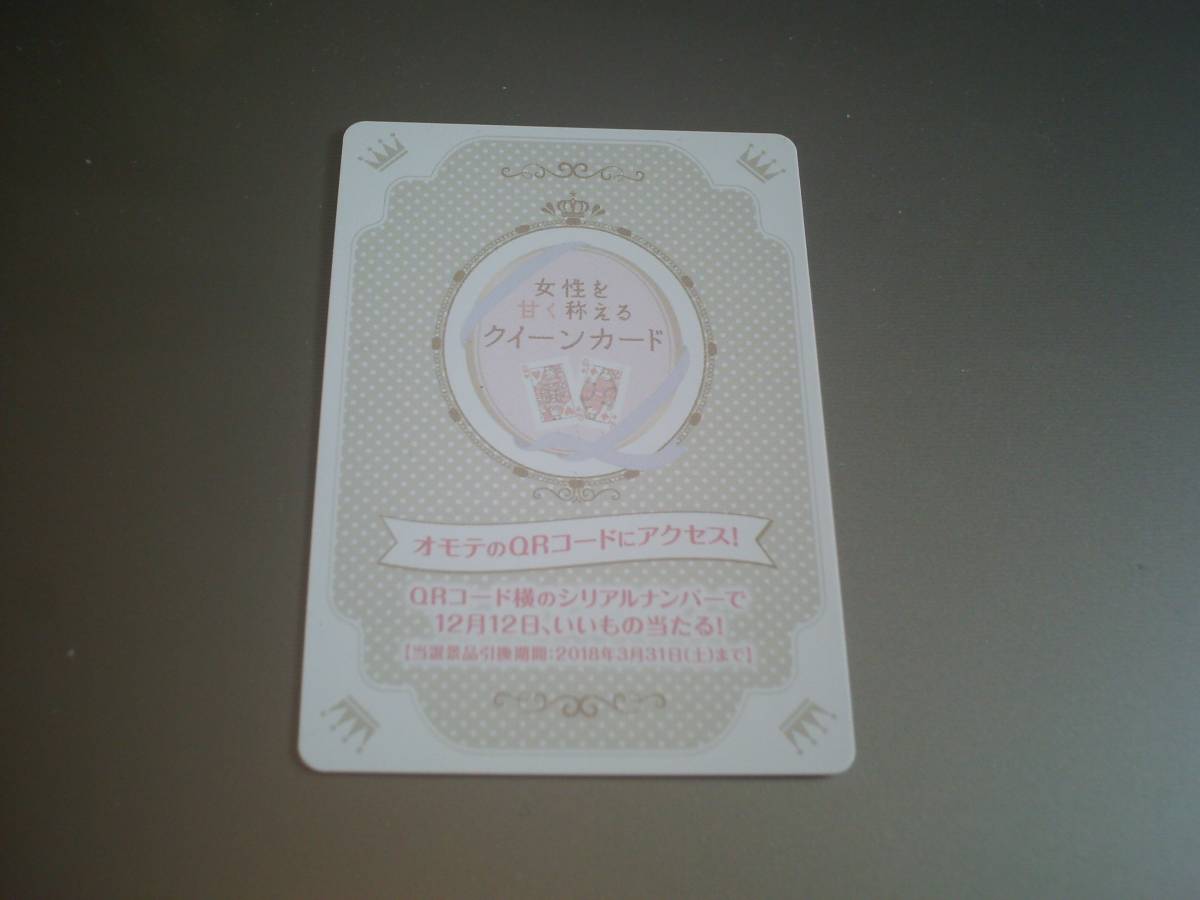 女性を
甘く称える
クイーンカード
オモテのQRコードにアクセス!
QRコード横のシリアルナンバーで
12月12日、いいもの当たる!
【当選景品引換期間:2018年3月31日(土)まで】